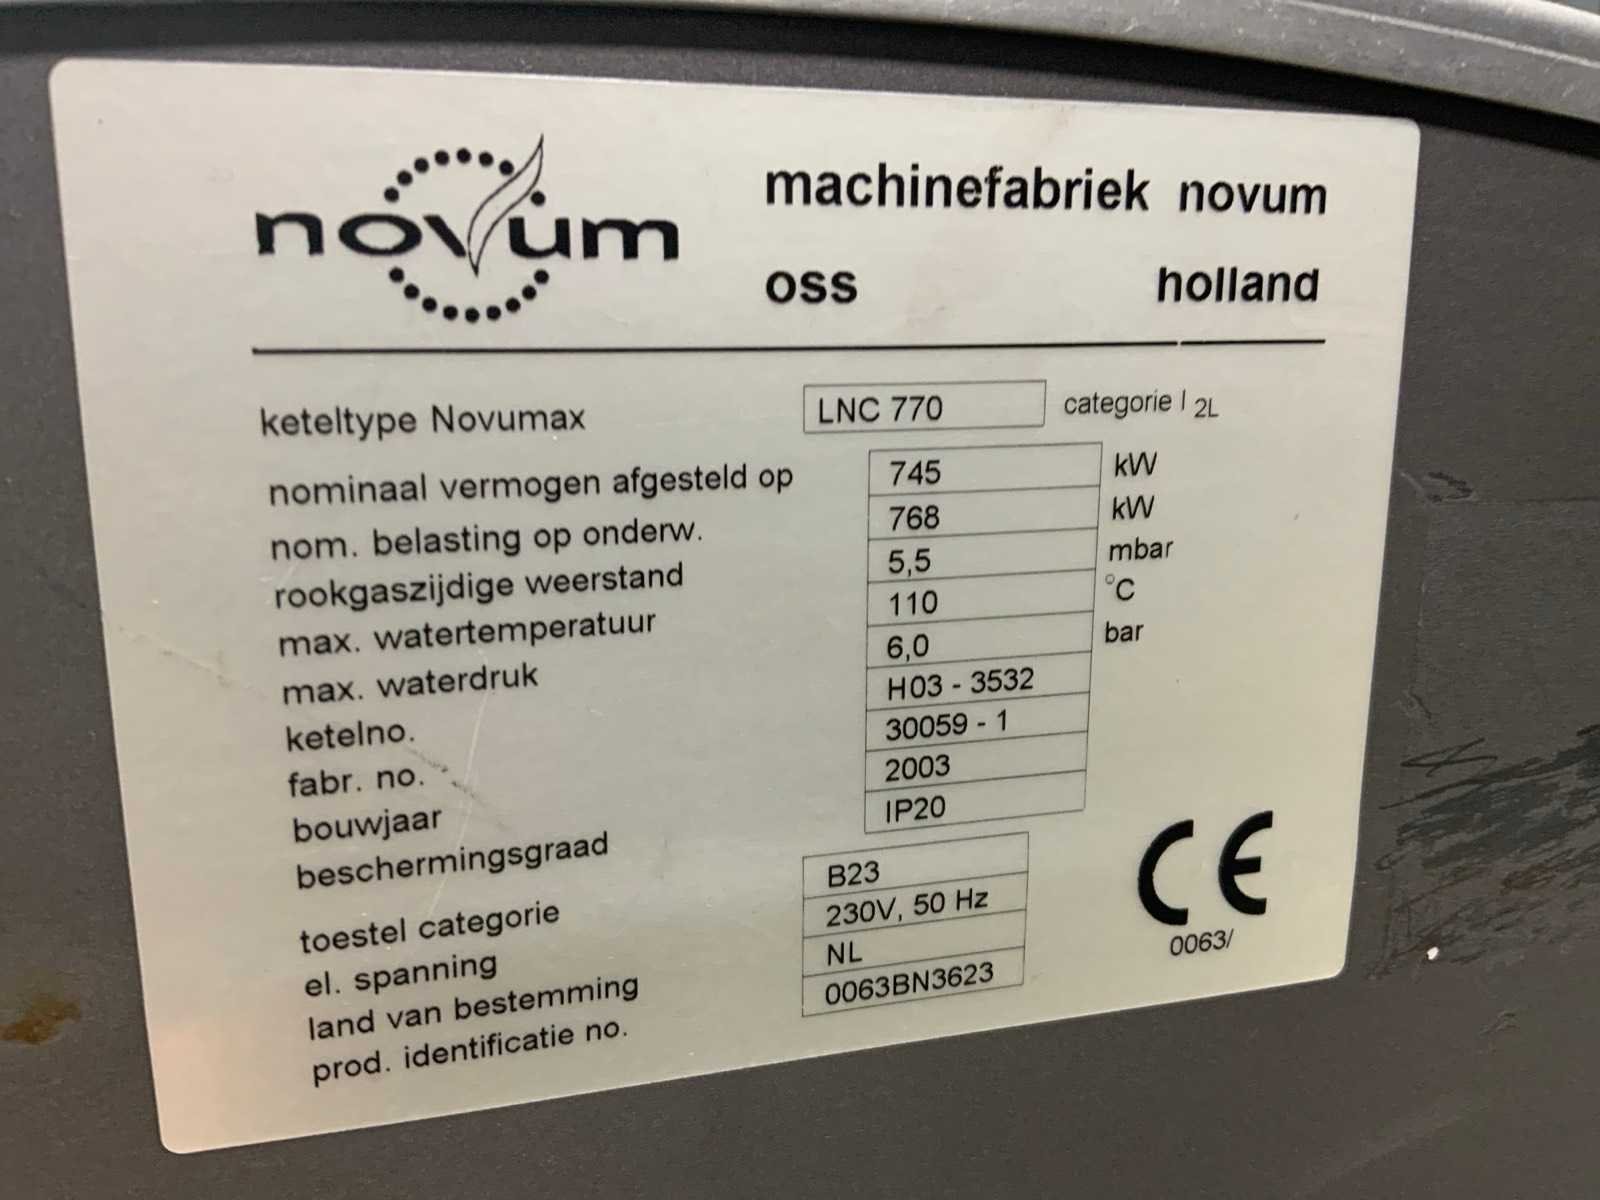 novum
machinefabriek novum
oss holland
keteltype Novumax LNC 770 categorie I 2L
nominaal vermogen afgesteld op 745 kW
nom. belasting op onderw. 768 kW
rookgaszijdige weerstand 5,5 mbar
max. watertemperatuur 110 °C
max. waterdruk 6,0 bar
ketelno. H03 - 3532
fabr. no. 30059 - 1
bouwjaar 2003
beschermingsgraad IP20
toestel categorie B23
el. spanning 230V, 50 Hz
land van bestemming NL
prod. identificatie no. 0063BN3623
CE
0063/